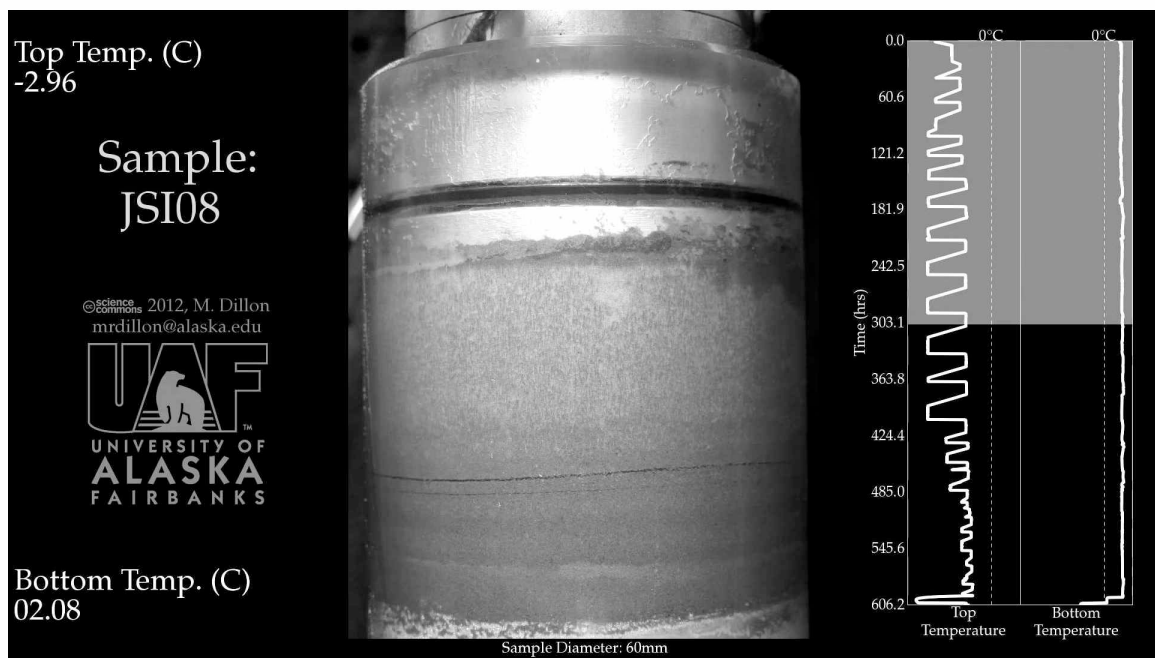 Top Temp. (C)
-2.96
Sample:
JSI08
cc science commons 2012, M. Dillon
mrdillon@alaska.edu
UAF
TM
UNIVERSITY OF
ALASKA
FAIRBANKS
Bottom Temp. (C)
02.08
Sample Diameter: 60mm
0°C
0°C
Time (hrs)
0.0
60.6
121.2
181.9
242.5
303.1
363.8
424.4
485.0
545.6
606.2
Top
Temperature
Bottom
Temperature